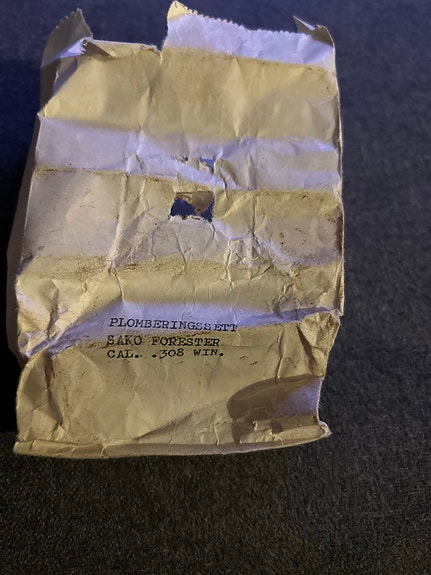 PLOMBERINGSSETT
SAKO FORESTER
CAL. .308 WIN.